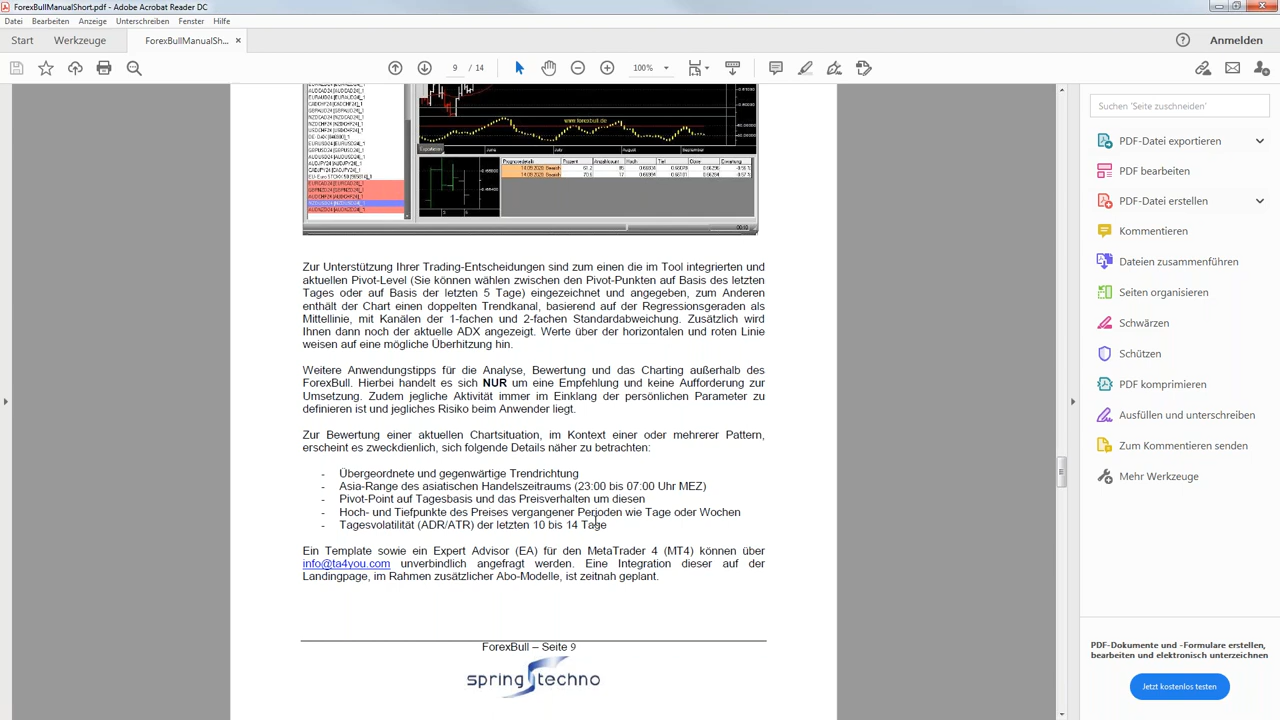 ForexBullManualShort.pdf - Adobe Acrobat Reader DC
Datei Bearbeiten Anzeige Unterschreiben Fenster Hilfe
Start Werkzeuge ForexBullManualSh... × Anmelden
9 / 14 100%
www.forexbull.de
Exportieren
June July August September
Prognosedetails Prozent Anzahl Hoch Tief
Zur Unterstützung Ihrer Trading-Entscheidungen sind zum einen die im Tool integrierten und
aktuellen Pivot-Level (Sie können wählen zwischen den Pivot-Punkten auf Basis des letzten
Tages oder auf Basis der letzten 5 Tage) eingezeichnet und angegeben, zum Anderen
enthält der Chart einen doppelten Trendkanal, basierend auf der Regressionsgeraden als
Mittellinie, mit Kanälen der 1-fachen und 2-fachen Standardabweichung. Zusätzlich wird
Ihnen dann noch der aktuelle ADX angezeigt. Werte über der horizontalen und roten Linie
weisen auf eine mögliche Überhitzung hin.
Weitere Anwendungstipps für die Analyse, Bewertung und das Charting außerhalb des
ForexBull. Hierbei handelt es sich NUR um eine Empfehlung und keine Aufforderung zur
Umsetzung. Zudem jegliche Aktivität immer im Einklang der persönlichen Parameter zu
definieren ist und jegliches Risiko beim Anwender liegt.
Zur Bewertung einer aktuellen Chartsituation, im Kontext einer oder mehrerer Pattern,
erscheint es zweckdienlich, sich folgende Details näher zu betrachten:
- Übergeordnete und gegenwärtige Trendrichtung
- Asia-Range des asiatischen Handelszeitraums (23:00 bis 07:00 Uhr MEZ)
- Pivot-Point auf Tagesbasis und das Preisverhalten um diesen
- Hoch- und Tiefpunkte des Preises vergangener Perioden wie Tage oder Wochen
- Tagesvolatilität (ADR/ATR) der letzten 10 bis 14 Tage
Ein Template sowie ein Expert Advisor (EA) für den MetaTrader 4 (MT4) können über
info@ta4you.com unverbindlich angefragt werden. Eine Integration dieser auf der
Landingpage, im Rahmen zusätzlicher Abo-Modelle, ist zeitnah geplant.
ForexBull – Seite 9
spring techno
Suchen 'Seite zuschneiden'
PDF-Datei exportieren
PDF bearbeiten
PDF-Datei erstellen
Kommentieren
Dateien zusammenführen
Seiten organisieren
Schwärzen
Schützen
PDF komprimieren
Ausfüllen und unterschreiben
Zum Kommentieren senden
Mehr Werkzeuge
PDF-Dokumente und -Formulare erstellen,
bearbeiten und elektronisch unterzeichnen
Jetzt kostenlos testen